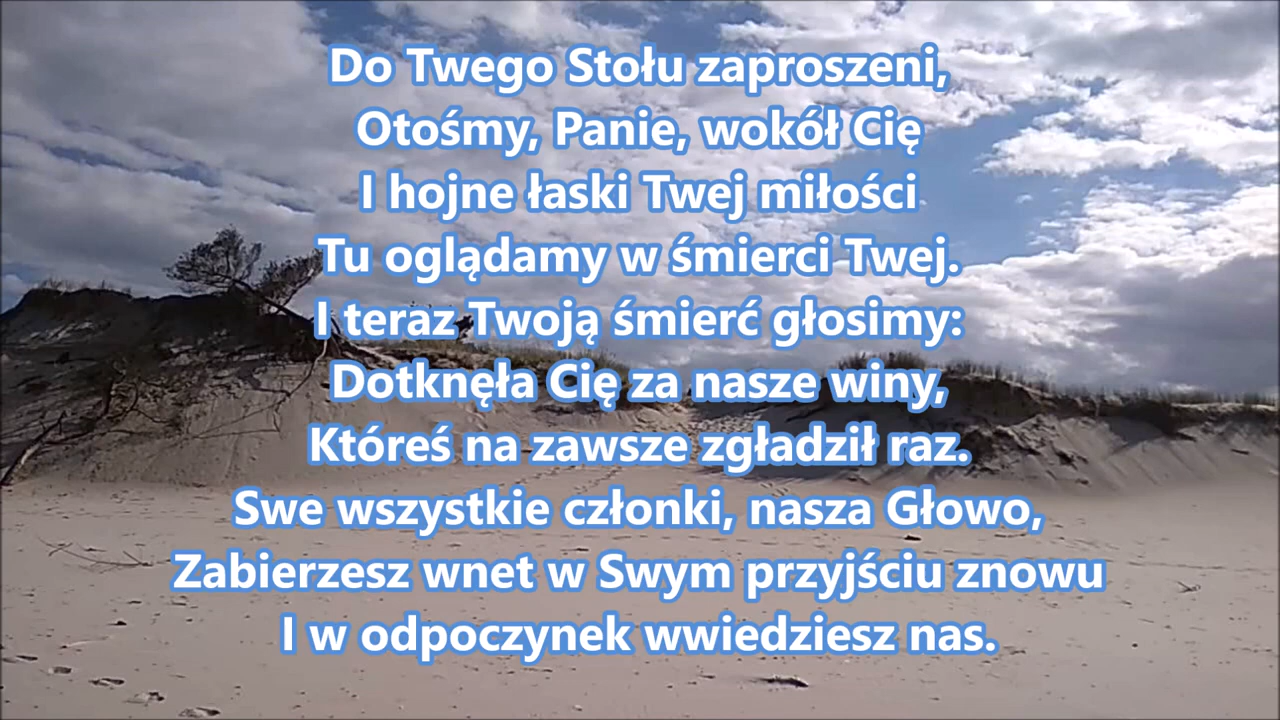 Do Twego Stołu zaproszeni,
Otośmy, Panie, wokół Cię
I hojne łaski Twej miłości
Tu oglądamy w śmierci Twej.
I teraz Twoją śmierć głosimy:
Dotknęła Cię za nasze winy,
Któreś na zawsze zgładził raz.
Swe wszystkie członki, nasza Głowo,
Zabierzesz wnet w Swym przyjściu znowu
I w odpoczynek wwiedziesz nas.